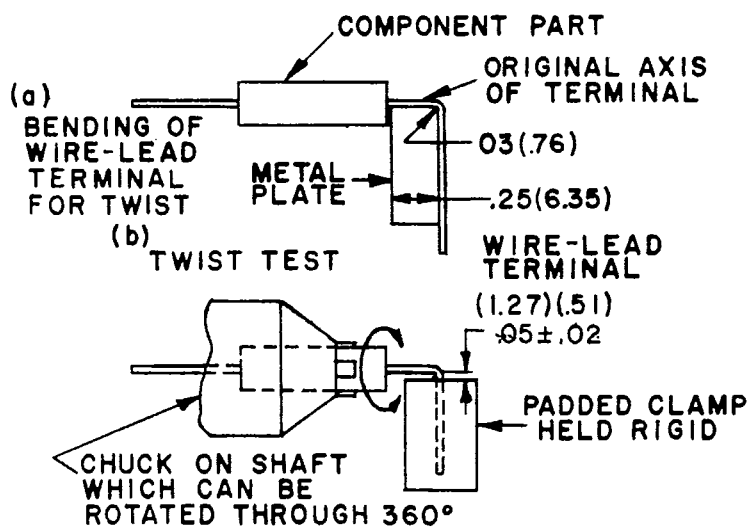 COMPONENT PART
ORIGINAL AXIS
OF TERMINAL
(a)
BENDING OF
WIRE-LEAD
TERMINAL
FOR TWIST
03(.76)
METAL
PLATE
.25(6.35)
(b)
TWIST TEST
WIRE-LEAD
TERMINAL
(1.27)(.51)
.05±.02
PADDED CLAMP
HELD RIGID
CHUCK ON SHAFT
WHICH CAN BE
ROTATED THROUGH 360°